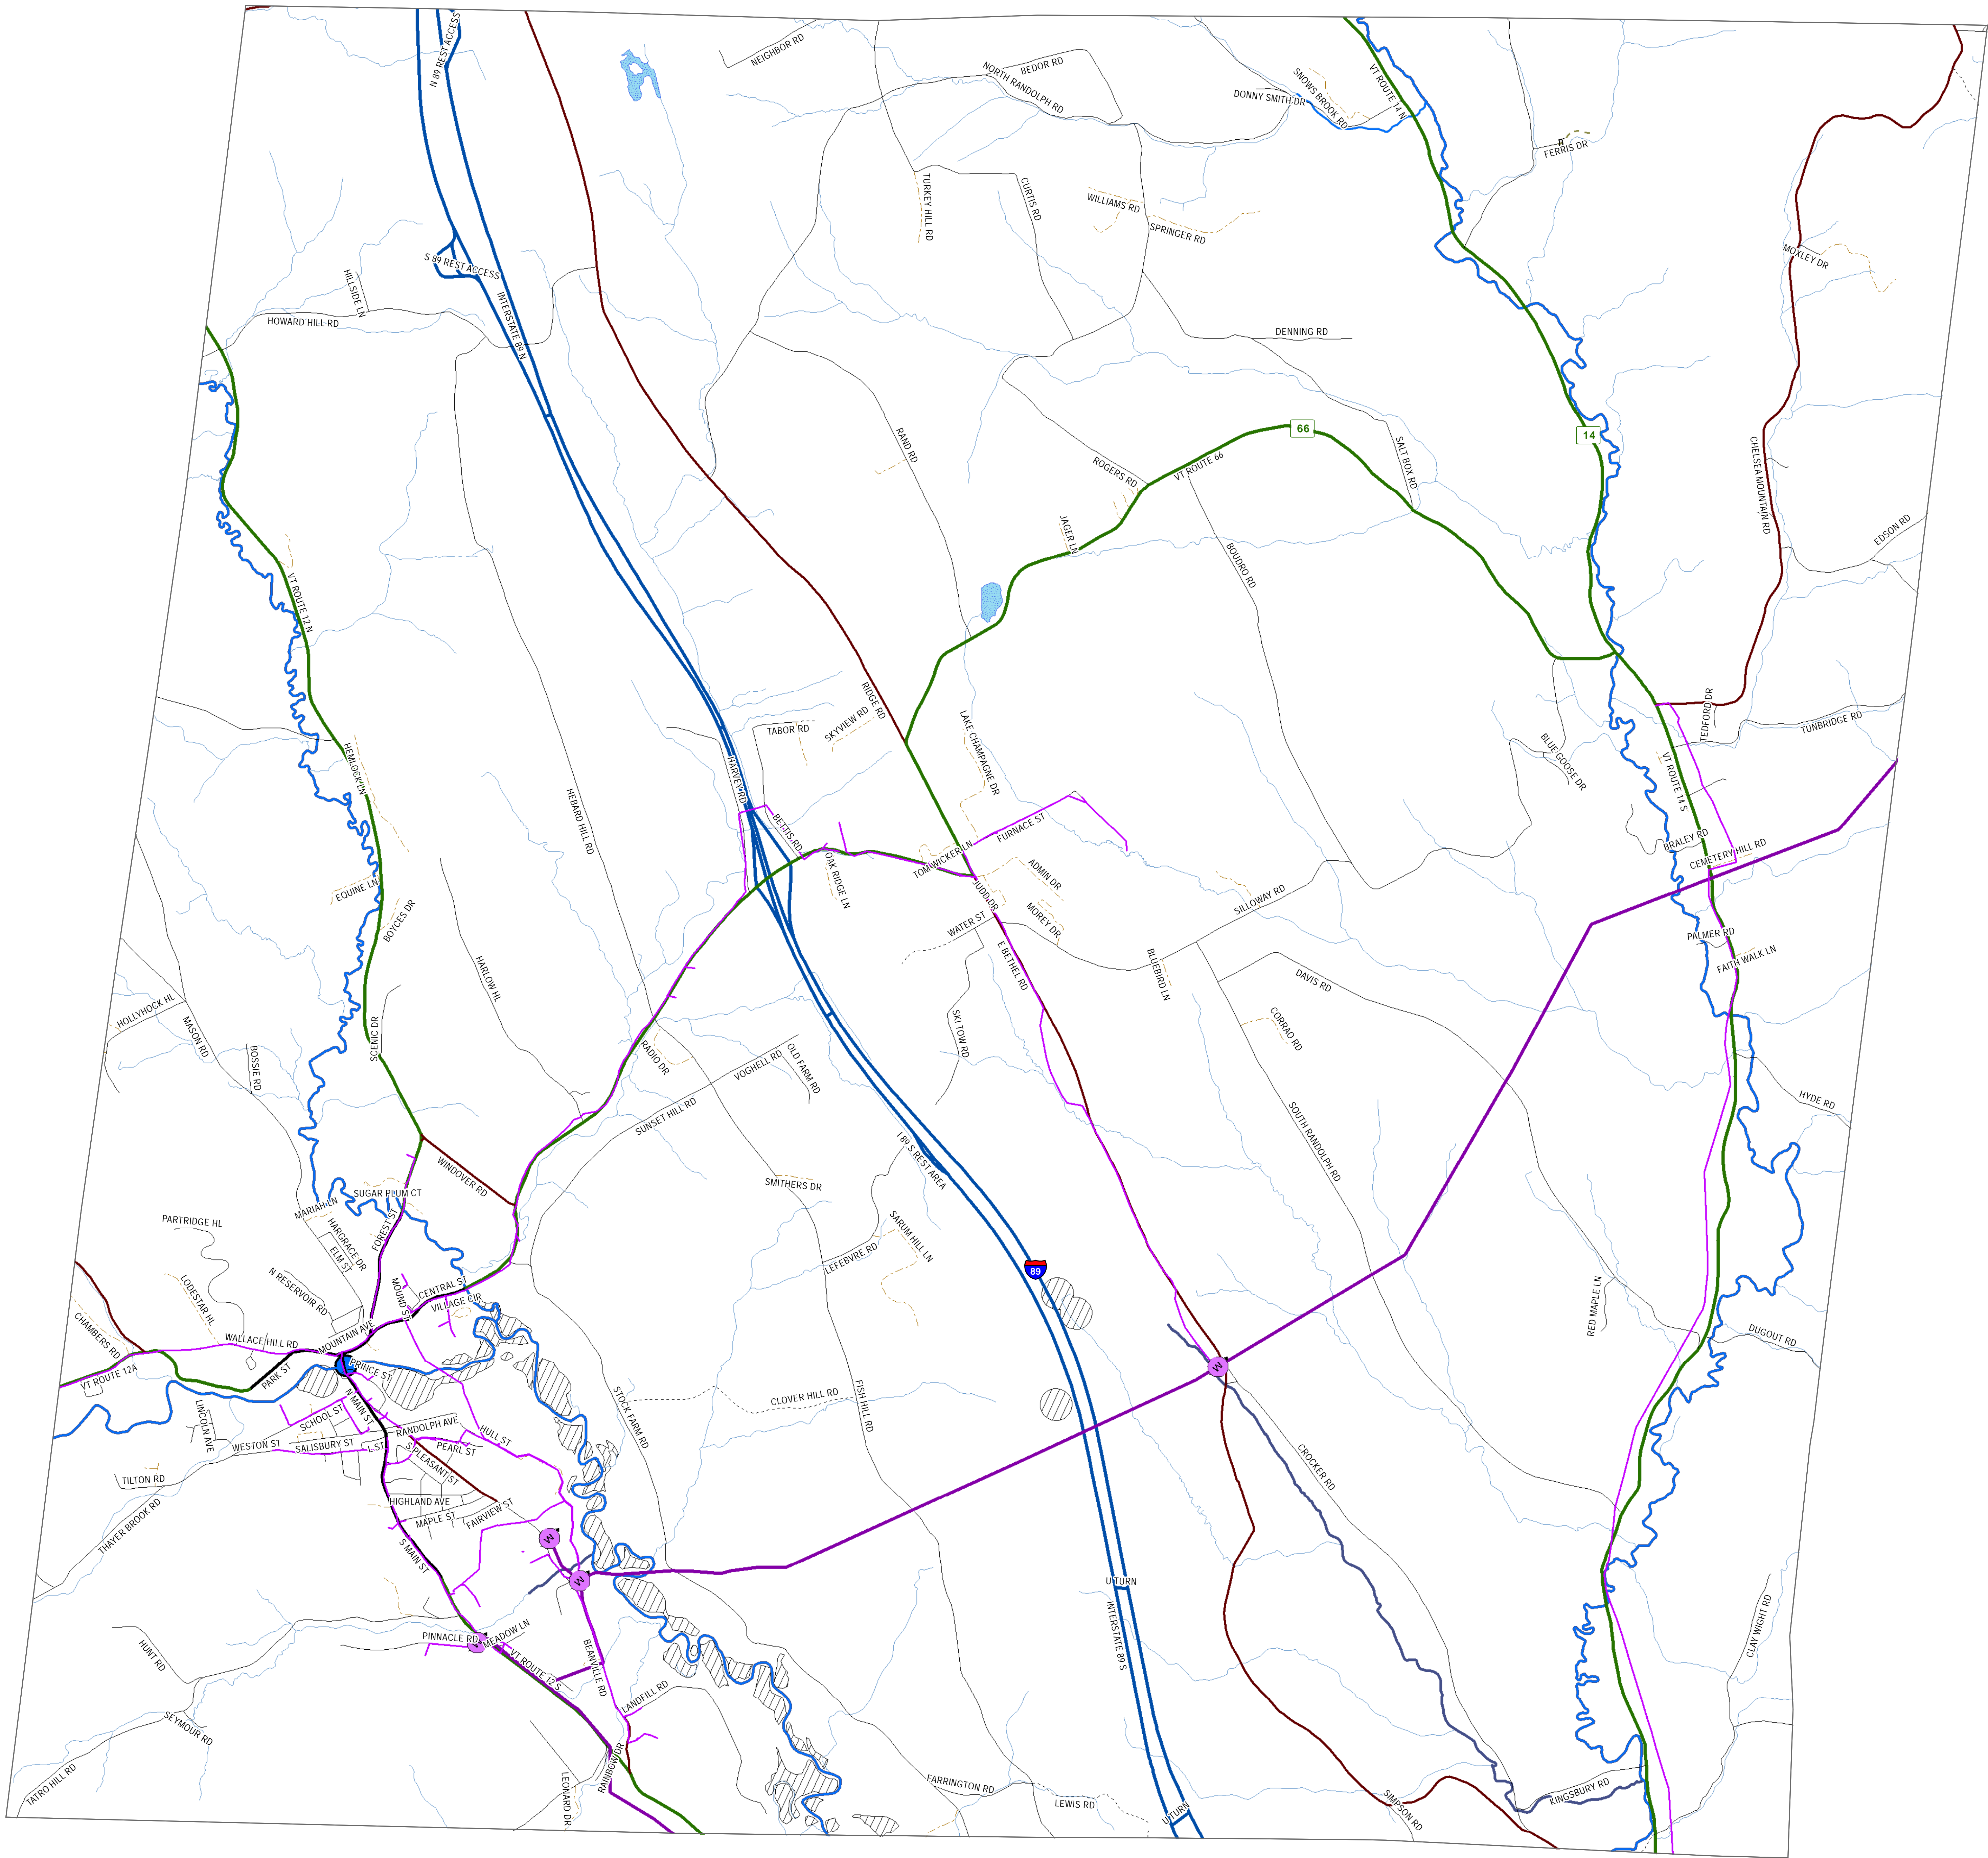 N 89 REST ACCESS
NEIGHBOR RD
BEDOR RD
NORTH RANDOLPH RD
SNOWS BROOK RD
DONNY SMITH DR
VT ROUTE 14 N
FERRIS DR
TURKEY HILL RD
CURTIS RD
WILLIAMS RD
SPRINGER RD
MOXLEY DR
S 89 REST ACCESS
HILLSIDE LN
HOWARD HILL RD
INTERSTATE 89 N
DENNING RD
66
14
RAND RD
ROGERS RD
VT ROUTE 66
SALT BOX RD
CHELSEA MOUNTAIN RD
EDSON RD
JAGER LN
BOUDRO RD
VT ROUTE 12 N
RIDGE RD
TABOR RD
SKYVIEW RD
LAKE CHAMPAGNE DR
TEDFORD DR
TUNBRIDGE RD
BLUE GOOSE DR
VT ROUTE 14 S
HEMLOCK LN
HARVEY RD
HEBARD HILL RD
BETTIS RD
FURNACE ST
TOM WICKER LN
BRALEY RD
CEMETERY HILL RD
OAK RIDGE LN
ADMIN DR
JUDD DR
EQUINE LN
BOYCES DR
WATER ST
MOREY DR
SILLOWAY RD
PALMER RD
FAITH WALK LN
E BETHEL RD
BLUEBIRD LN
DAVIS RD
HARLOW HL
HOLLYHOCK HL
MASON RD
BOSSIE RD
SCENIC DR
RADIO DR
VOGHELL RD
OLD FARM RD
SKI TOW RD
CORRAO RD
SUNSET HILL RD
SOUTH RANDOLPH RD
HYDE RD
I 89 S REST AREA
WINDOVER RD
SMITHERS DR
SUGAR PLUM CT
MARIAH LN
PARTRIDGE HL
HARGRACE DR
ELM ST
FOREST ST
SARUM HILL LN
LEFEBVRE RD
89
N RESERVOIR RD
MOUND ST
CENTRAL ST
VILLAGE CIR
LODESTAR HL
RED MAPLE LN
DUGOUT RD
CHAMBERS RD
WALLACE HILL RD
MOUNTAIN AVE
PRINCE ST
PARK ST
VT ROUTE 12A
W
N MAIN ST
STOCK FARM RD
CLOVER HILL RD
FISH HILL RD
LINCOLN AVE
SCHOOL ST
RANDOLPH AVE
HULL ST
WESTON ST
SALISBURY ST
L ST
PEARL ST
S PLEASANT ST
CROCKER RD
TILTON RD
HIGHLAND AVE
MAPLE ST
FAIRVIEW ST
THAYER BROOK RD
S MAIN ST
W
W
U TURN
INTERSTATE 89 S
CLAY WIGHT RD
PINNACLE RD
W
MEADOW LN
VT ROUTE 12 S
BEANVILLE RD
HUNT RD
LANDFILL RD
SEYMOUR RD
RAINBOW DR
LEONARD DR
TATRO HILL RD
FARRINGTON RD
LEWIS RD
U TURN
SIMPSON RD
KINGSBURY RD